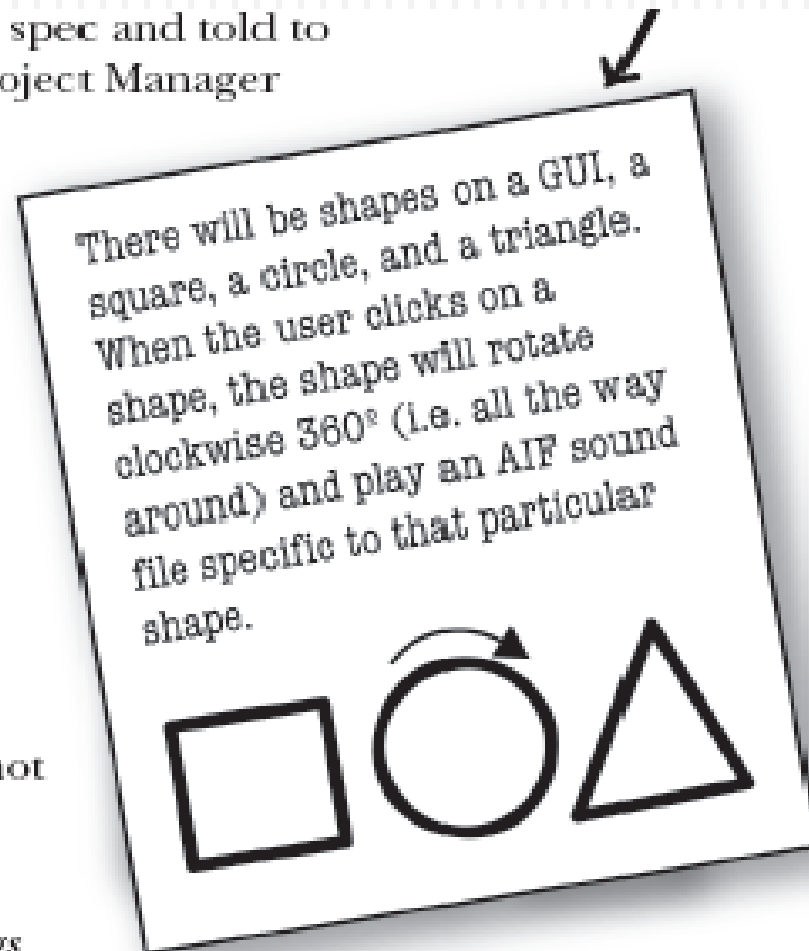 spec and told to
oject Manager
There will be shapes on a GUI, a
square, a circle, and a triangle.
When the user clicks on a
shape, the shape will rotate
clockwise 360º (i.e. all the way
around) and play an AIF sound
file specific to that particular
shape.
ot